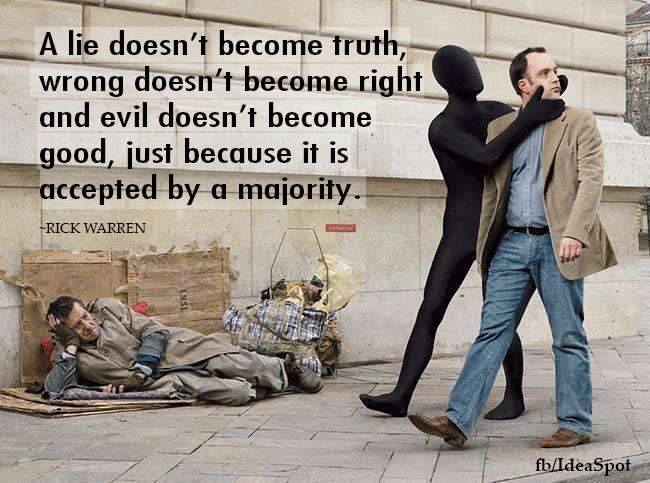 A lie doesn't become truth,
wrong doesn't become right
and evil doesn't become
good, just because it is
accepted by a majority.
~RICK WARREN
fb/IdeaSpot